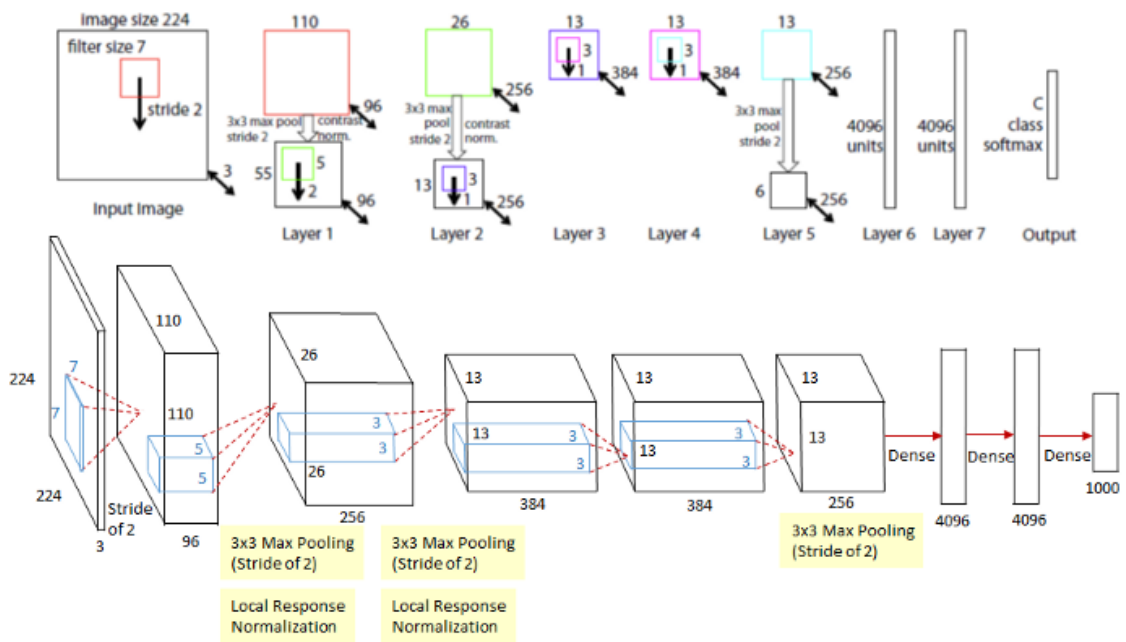 image size 224
filter size 7
stride 2
3
Input Image
110
96
3x3 max
pool
stride 2
contrast
norm.
55
5
2
96
Layer 1
26
256
3x3 max
pool
stride 2
contrast
norm.
13
3
1
256
Layer 2
13
3
1
384
Layer 3
13
3
1
384
Layer 4
13
256
3x3 max
pool
stride 2
6
256
Layer 5
4096
units
Layer 6
4096
units
Layer 7
C
class
softmax
Output
224
7
7
224
Stride
of 2
3
110
110
5
5
96
3x3 Max Pooling
(Stride of 2)
Local Response
Normalization
26
3
3
26
256
3x3 Max Pooling
(Stride of 2)
Local Response
Normalization
13
13
3
3
384
13
13
3
3
384
13
13
256
3x3 Max Pooling
(Stride of 2)
Dense
4096
Dense
4096
Dense
1000